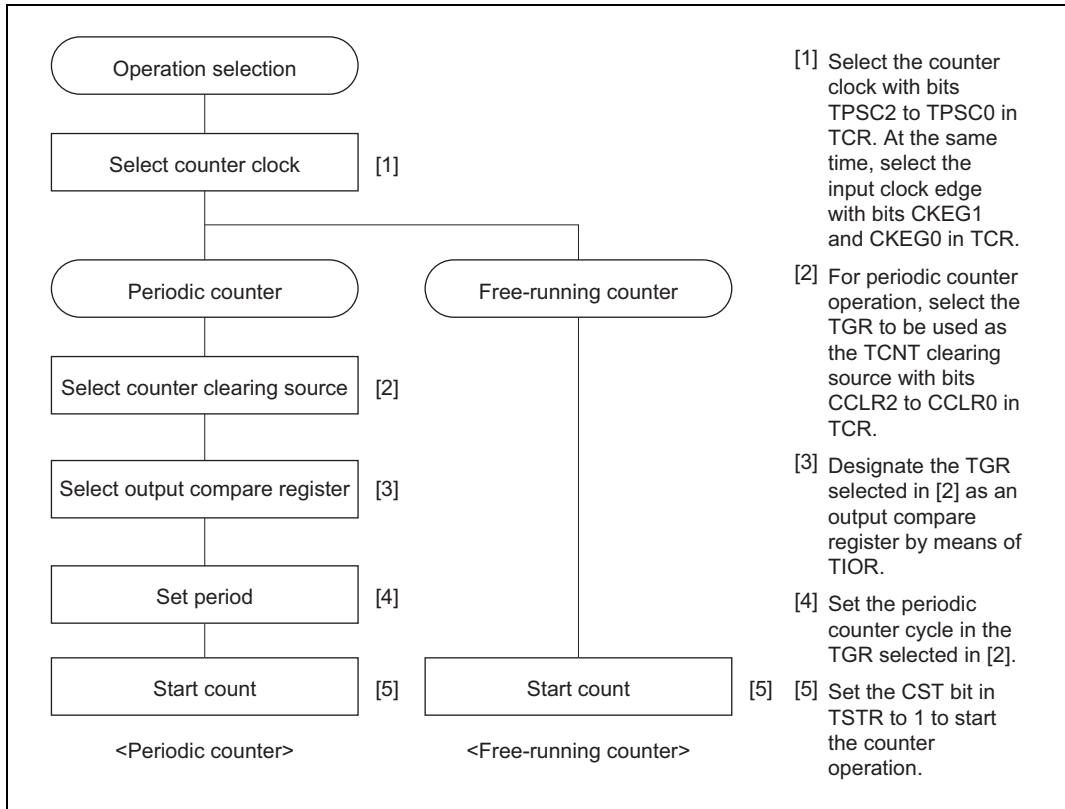 Operation selection
Select counter clock [1]
Periodic counter
Free-running counter
Select counter clearing source [2]
Select output compare register [3]
Set period [4]
Start count [5]
Start count [5]
<Periodic counter>
<Free-running counter>
[1] Select the counter
clock with bits
TPSC2 to TPSC0 in
TCR. At the same
time, select the
input clock edge
with bits CKEG1
and CKEG0 in TCR.
[2] For periodic counter
operation, select the
TGR to be used as
the TCNT clearing
source with bits
CCLR2 to CCLR0 in
TCR.
[3] Designate the TGR
selected in [2] as an
output compare
register by means of
TIOR.
[4] Set the periodic
counter cycle in the
TGR selected in [2].
[5] Set the CST bit in
TSTR to 1 to start
the counter
operation.